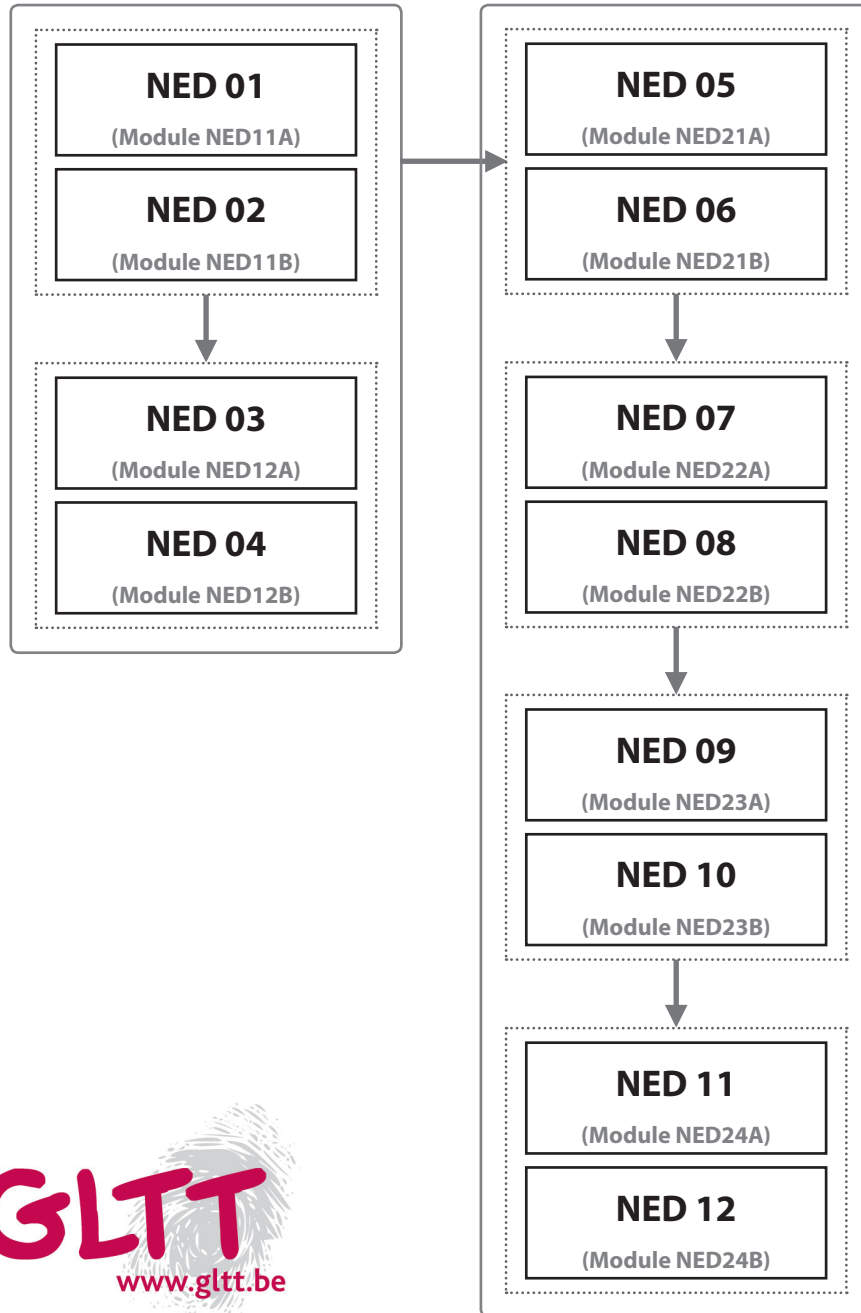 NED 01
(Module NED11A)
NED 02
(Module NED11B)
NED 03
(Module NED12A)
NED 04
(Module NED12B)
NED 05
(Module NED21A)
NED 06
(Module NED21B)
NED 07
(Module NED22A)
NED 08
(Module NED22B)
NED 09
(Module NED23A)
NED 10
(Module NED23B)
NED 11
(Module NED24A)
NED 12
(Module NED24B)
GLTT
www.gltt.be